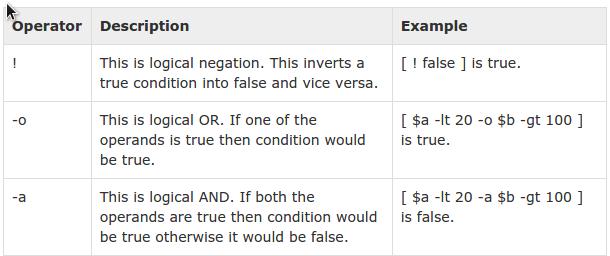 Operator Description Example
! This is logical negation. This inverts a [ ! false ] is true.
true condition into false and vice versa.
-o This is logical OR. If one of the [ $a -lt 20 -o $b -gt 100 ]
operands is true then condition would is true.
be true.
-a This is logical AND. If both the [ $a -lt 20 -a $b -gt 100 ]
operands are true then condition would is false.
be true otherwise it would be false.